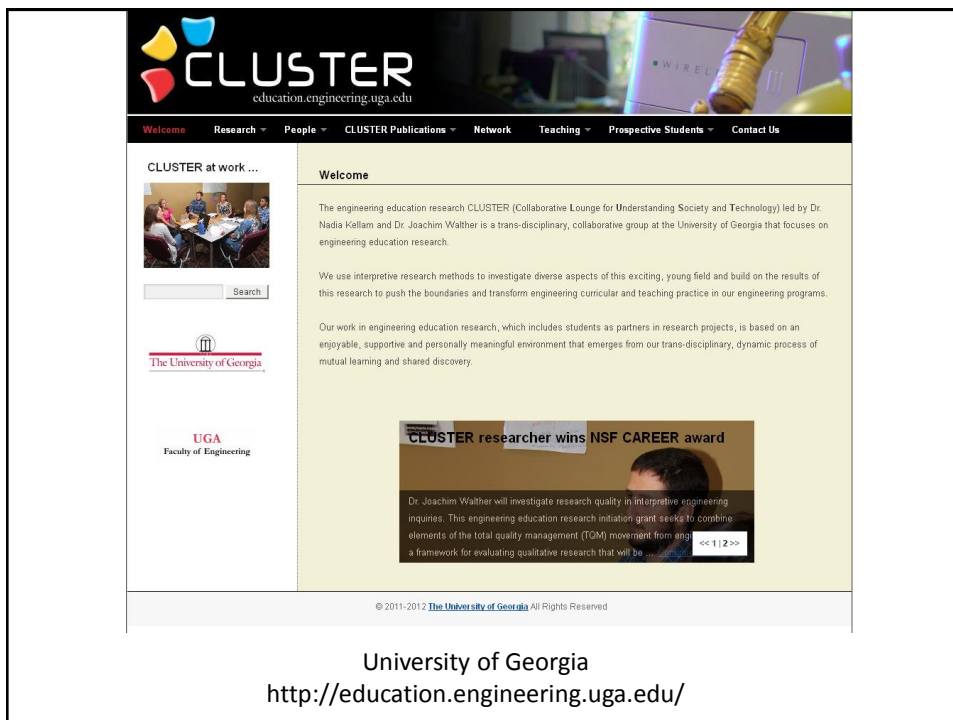 CLUSTER
education.engineering.uga.edu
WIREL
Welcome Research People CLUSTER Publications Network Teaching Prospective Students Contact Us
CLUSTER at work ...
Search
The University of Georgia
UGA
Faculty of Engineering
Welcome
The engineering education research CLUSTER (Collaborative Lounge for Understanding Society and Technology) led by Dr.
Nadia Kellam and Dr. Joachim Walther is a trans-disciplinary, collaborative group at the University of Georgia that focuses on
engineering education research.
We use interpretive research methods to investigate diverse aspects of this exciting, young field and build on the results of
this research to push the boundaries and transform engineering curricular and teaching practice in our engineering programs.
Our work in engineering education research, which includes students as partners in research projects, is based on an
enjoyable, supportive and personally meaningful environment that emerges from our trans-disciplinary, dynamic process of
mutual learning and shared discovery.
CLUSTER researcher wins NSF CAREER award
Dr. Joachim Walther will investigate research quality in interpretive engineering
inquiries. This engineering education research initiation grant seeks to combine
elements of the total quality management (TQM) movement from engi
a framework for evaluating qualitative research that will be ...
<< 1 | 2 >>
© 2011-2012 The University of Georgia All Rights Reserved
University of Georgia
http://education.engineering.uga.edu/